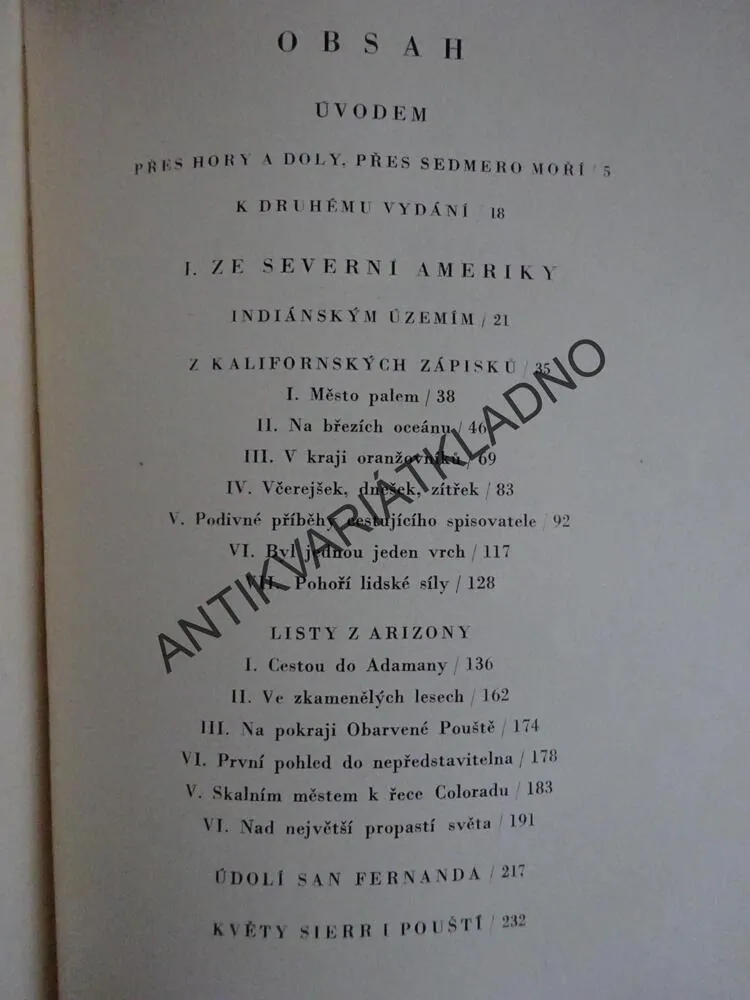 OBSAH
ÚVODEM
PŘES HORY A DOLY, PŘES SEDMERO MOŘÍ / 5
K DRUHÉMU VYDÁNÍ / 18
I. ZE SEVERNÍ AMERIKY
INDIÁNSKÝM ÚZEMÍM / 21
Z KALIFORNSKÝCH ZÁPISKŮ / 35
I. Město palem / 38
II. Na březích oceánu / 46
III. V kraji oranžovníků / 69
IV. Včerejšek, dnešek, zítřek / 83
V. Podivné příběhy cestujícího spisovatele / 92
VI. Byl jednou jeden vrch / 117
VII. Pohoří lidské síly / 128
LISTY Z ARIZONY
I. Cestou do Adamany / 136
II. Ve zkamenělých lesech / 162
III. Na pokraji Obarvené Pouště / 174
VI. První pohled do nepředstavitelna / 178
V. Skalním městem k řece Coloradu / 183
VI. Nad největší propastí světa / 191
ÚDOLÍ SAN FERNANDA / 217
KVĚTY SIERR I POUŠTÍ / 232
ANTIKVARIÁTKLADNO